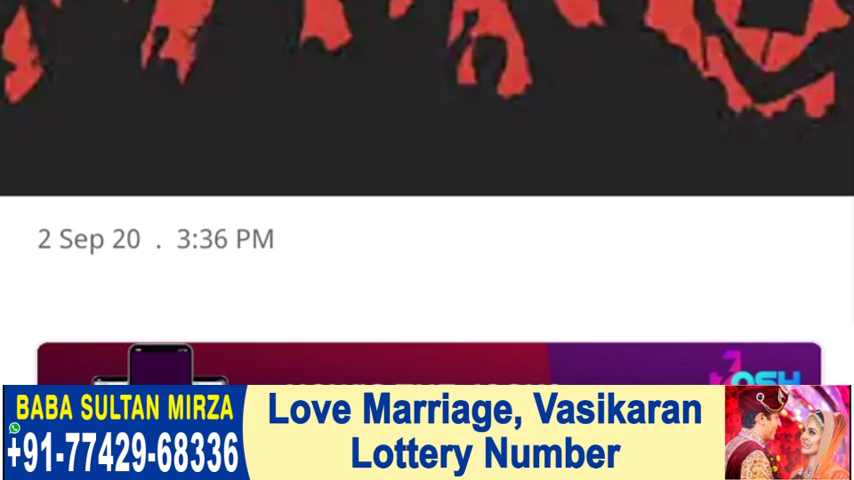 2 Sep 20 . 3:36 PM
BABA SULTAN MIRZA
+91-77429-68336
Love Marriage, Vasikaran
Lottery Number